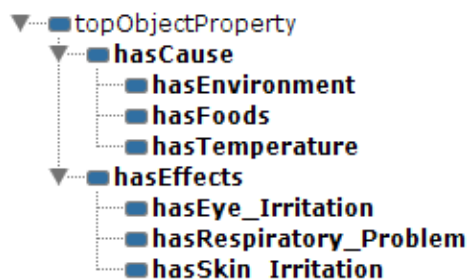 topObjectProperty
hasCause
hasEnvironment
hasFoods
hasTemperature
hasEffects
hasEye_Irritation
hasRespiratory_Problem
hasSkin_Irritation